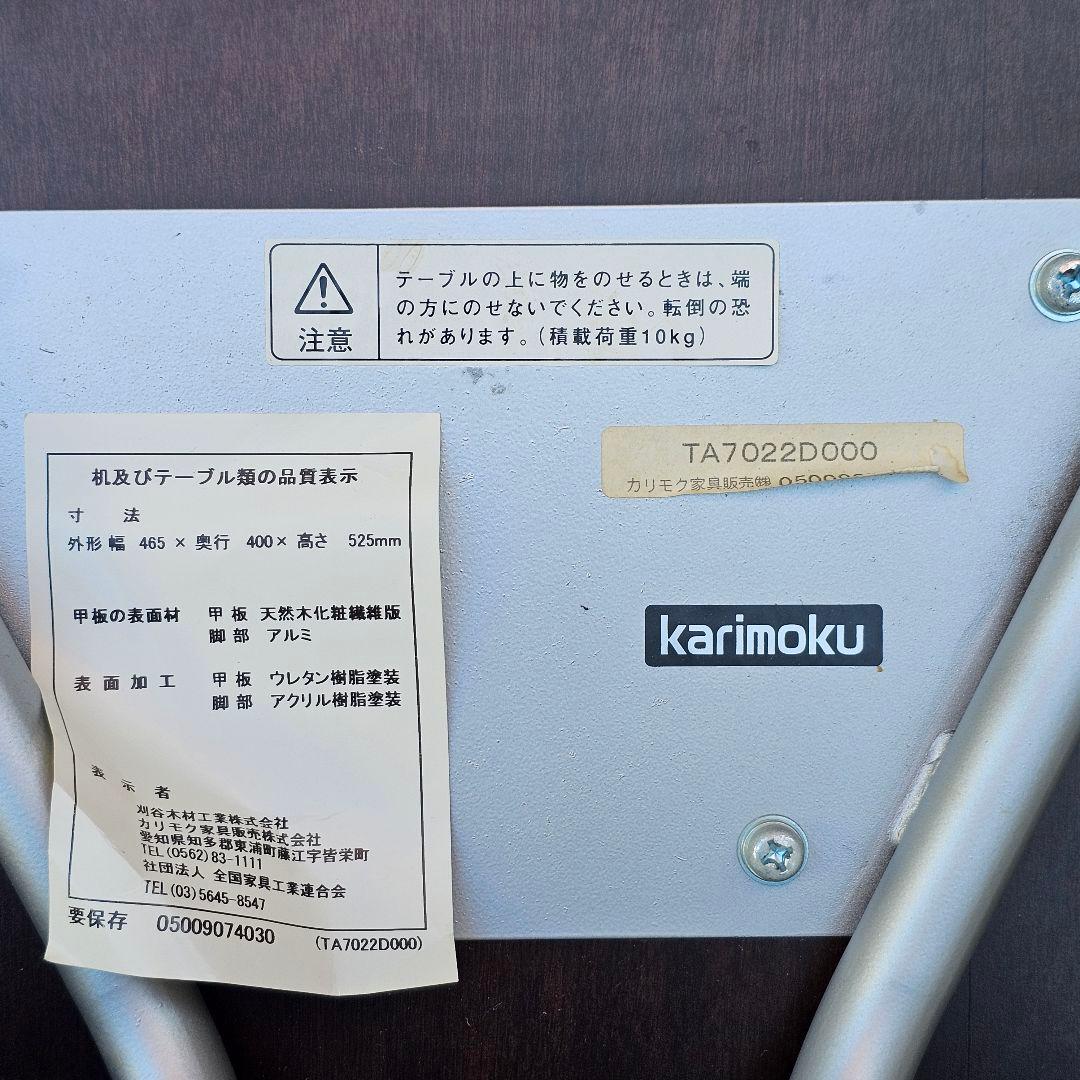 注意
テーブルの上に物をのせるときは、端
の方にのせないでください。転倒の恐
れがあります。(積載荷重10kg)
TA7022D000
カリモク家具販売㈱
karimoku
机及びテーブル類の品質表示
寸 法
外形 幅 465 × 奥行 400× 高さ 525mm
甲板の表面材 甲 板 天然木化粧繊維版
脚 部 アルミ
表 面 加 工 甲 板 ウレタン樹脂塗装
脚 部 アクリル樹脂塗装
表 示 者
刈谷木材工業株式会社
カリモク家具販売株式会社
愛知県知多郡東浦町藤江字皆栄町
TEL(0562)83-1111
社団法人 全国家具工業連合会
TEL(03)5645-8547
要保存 05009074030 (TA7022D000)